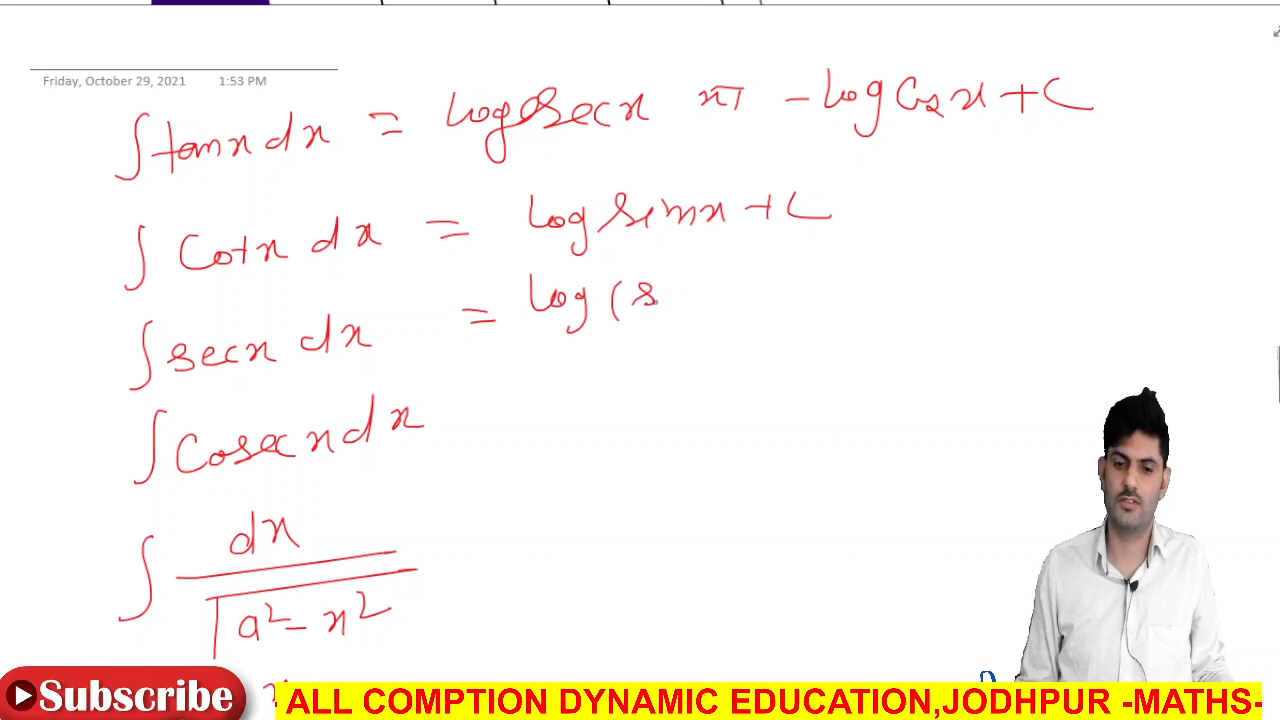 Friday, October 29, 2021 1:53 PM
∫tanx dx = log secx या -log Cosx + C
∫ Cotx dx = log sinx + C
∫ secx dx = log (s
∫ Cosec x dx
∫ dx / √a² - x²
Subscribe
ALL COMPTION DYNAMIC EDUCATION,JODHPUR -MATHS-